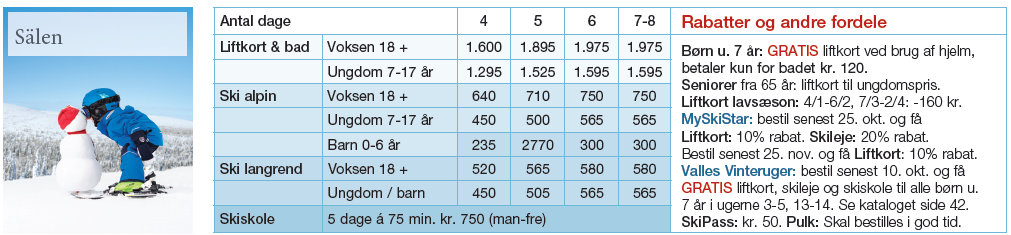 Sälen
Antal dage 4 5 6 7-8
Liftkort & bad Voksen 18 + 1.600 1.895 1.975 1.975
Ungdom 7-17 år 1.295 1.525 1.595 1.595
Ski alpin Voksen 18 + 640 710 750 750
Ungdom 7-17 år 450 500 565 565
Barn 0-6 år 235 2770 300 300
Ski langrend Voksen 18 + 520 565 580 580
Ungdom / barn 450 505 565 565
Skiskole 5 dage á 75 min. kr. 750 (man-fre)
Rabatter og andre fordele
Børn u. 7 år: GRATIS liftkort ved brug af hjelm,
betaler kun for badet kr. 120.
Seniorer fra 65 år: liftkort til ungdomspris.
Liftkort lavsæson: 4/1-6/2, 7/3-2/4: -160 kr.
MySkiStar: bestil senest 25. okt. og få
Liftkort: 10% rabat. Skileje: 20% rabat.
Bestil senest 25. nov. og få Liftkort: 10% rabat.
Valles Vinteruger: bestil senest 10. okt. og få
GRATIS liftkort, skileje og skiskole til alle børn u.
7 år i ugerne 3-5, 13-14. Se kataloget side 42.
SkiPass: kr. 50. Pulk: Skal bestilles i god tid.